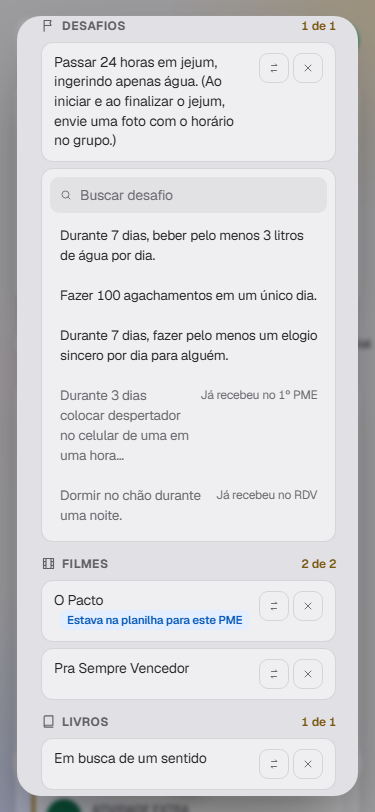 DESAFIOS 1 de 1
Passar 24 horas em jejum,
ingerindo apenas água. (Ao
iniciar e ao finalizar o jejum,
envie uma foto com o horário
no grupo.)
Buscar desafio
Durante 7 dias, beber pelo menos 3 litros
de água por dia.
Fazer 100 agachamentos em um único dia.
Durante 7 dias, fazer pelo menos um elogio
sincero por dia para alguém.
Durante 3 dias Já recebeu no 1º PME
colocar despertador
no celular de uma em
uma hora…
Dormir no chão durante Já recebeu no RDV
uma noite.
FILMES 2 de 2
O Pacto
Estava na planilha para este PME
Pra Sempre Vencedor
LIVROS 1 de 1
Em busca de um sentido
ATIVIDADE EXTRA